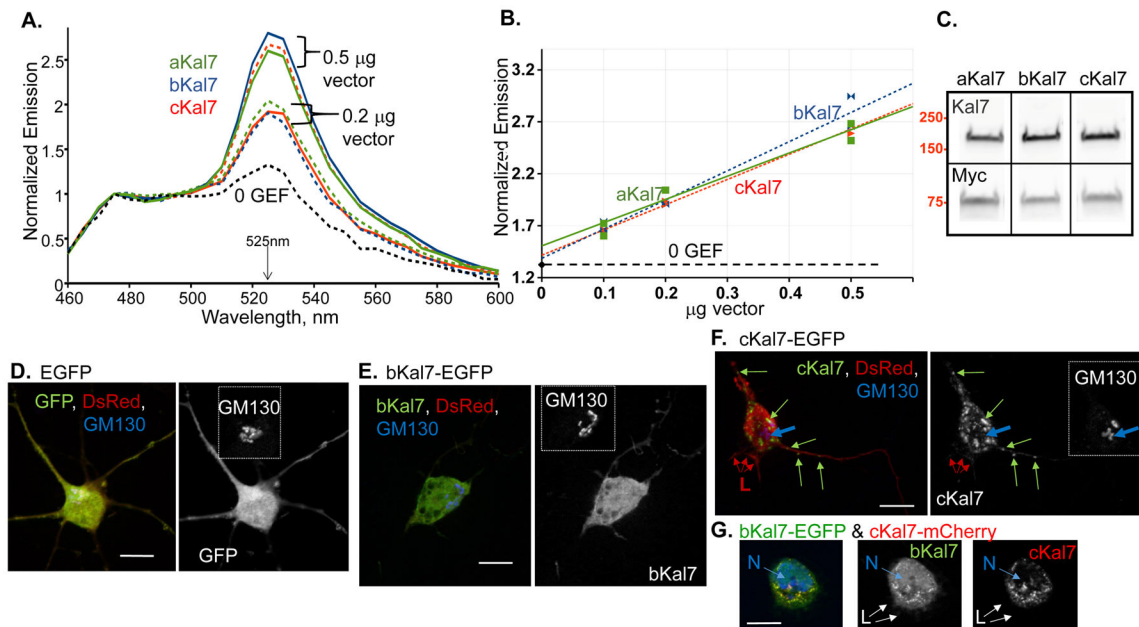 A.
2.5
2
1.5
1
0.5
0
460
480
500
520
540
560
580
600
Normalized Emission
Wavelength, nm
aKal7
bKal7
cKal7
0.5 μg
vector
0.2 μg
vector
0 GEF
525nm
B.
3.2
2.7
2.2
1.7
1.2
0
0.1
0.2
0.3
0.4
0.5
Normalized Emission
μg vector
bKal7
aKal7
cKal7
0 GEF
C.
aKal7 bKal7 cKal7
Kal7
250
150
Myc
75
D. EGFP
GFP, DsRed,
GM130
GM130
GFP
E. bKal7-EGFP
bKal7, DsRed,
GM130
GM130
bKal7
F. cKal7-EGFP
cKal7, DsRed,
GM130
L
GM130
cKal7
G. bKal7-EGFP & cKal7-mCherry
N
bKal7
N
L
cKal7
N
L